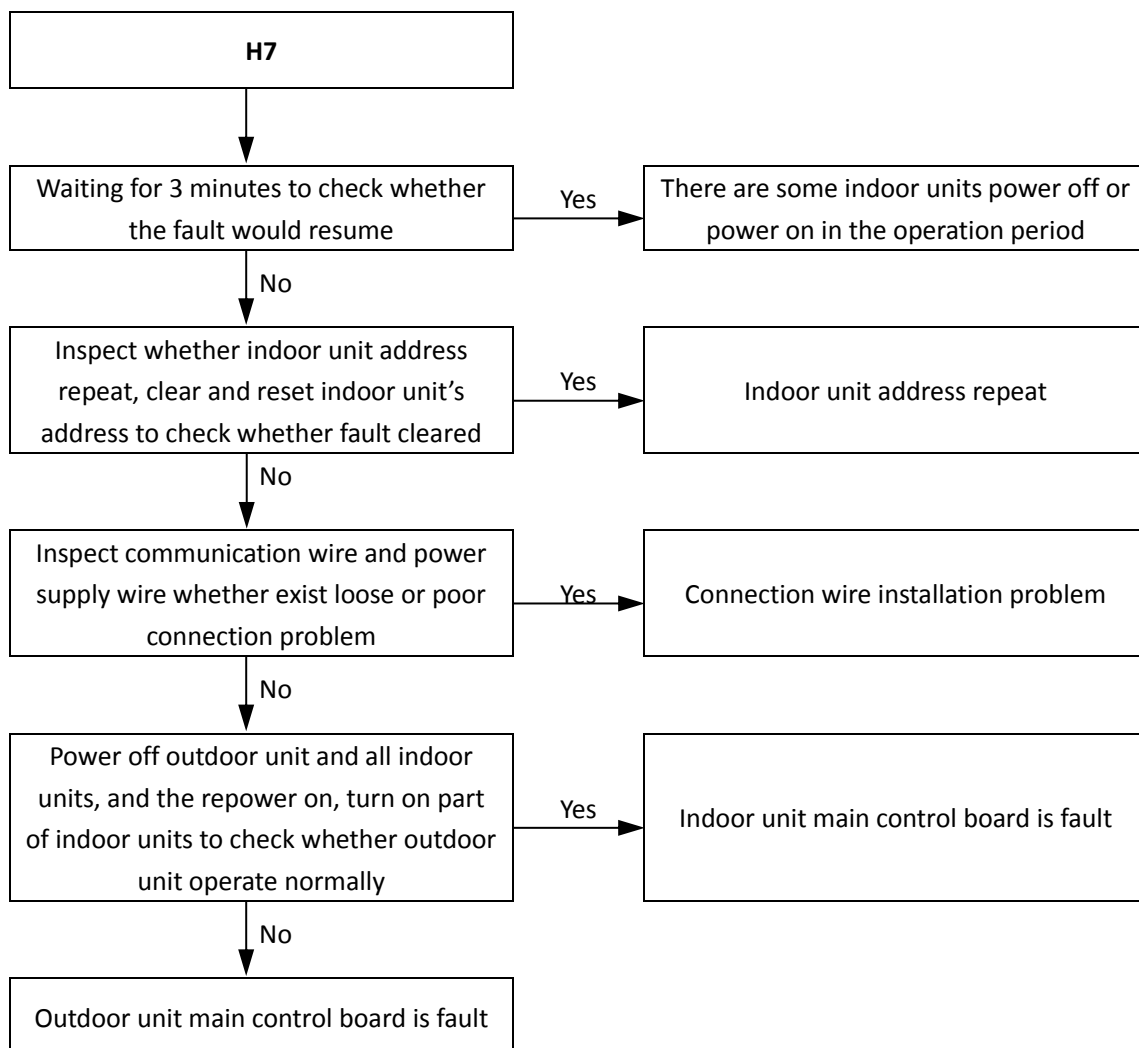 H7
Waiting for 3 minutes to check whether
the fault would resume
Yes
There are some indoor units power off or
power on in the operation period
No
Inspect whether indoor unit address
repeat, clear and reset indoor unit's
address to check whether fault cleared
Yes
Indoor unit address repeat
No
Inspect communication wire and power
supply wire whether exist loose or poor
connection problem
Yes
Connection wire installation problem
No
Power off outdoor unit and all indoor
units, and the repower on, turn on part
of indoor units to check whether outdoor
unit operate normally
Yes
Indoor unit main control board is fault
No
Outdoor unit main control board is fault